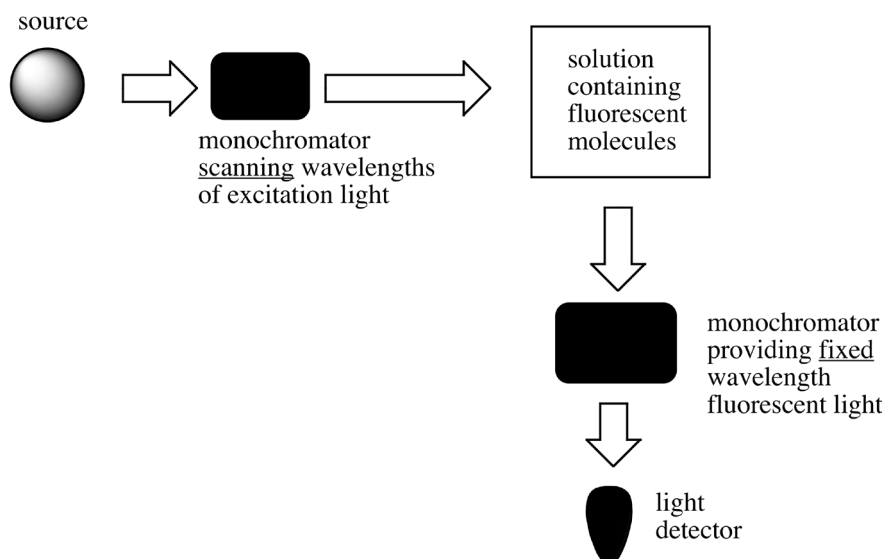 source
monochromator
scanning wavelengths
of excitation light
solution
containing
fluorescent
molecules
monochromator
providing fixed
wavelength
fluorescent light
light
detector